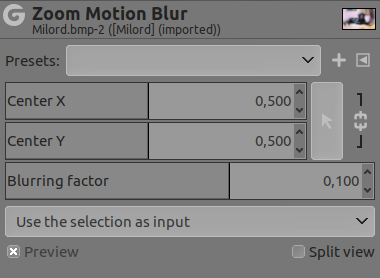 Zoom Motion Blur
Milord.bmp-2 ([Milord] (imported))
Presets:
Center X 0,500
Center Y 0,500
Blurring factor 0,100
Use the selection as input
Preview Split view